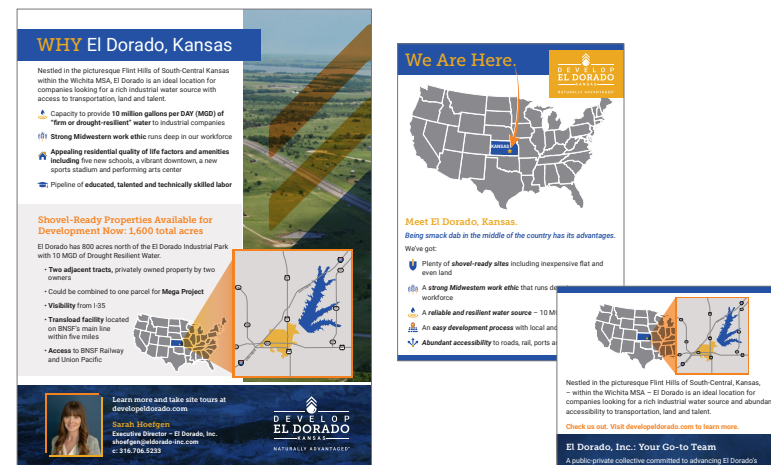 WHY El Dorado, Kansas
Nestled in the picturesque Flint Hills of South-Central Kansas
within the Wichita MSA, El Dorado is an ideal location for
companies looking for a rich industrial water source with
access to transportation, land and talent.
Capacity to provide 10 million gallons per DAY (MGD) of
"firm or drought-resilient" water to industrial companies
Strong Midwestern work ethic runs deep in our workforce
Appealing residential quality of life factors and amenities
including five new schools, a vibrant downtown, a new
sports stadium and performing arts center
Pipeline of educated, talented and technically skilled labor
Shovel-Ready Properties Available for
Development Now: 1,600 total acres
El Dorado has 800 acres north of the El Dorado Industrial Park
with 10 MGD of Drought Resilient Water.
• Two adjacent tracts, privately owned property by two
owners
• Could be combined to one parcel for Mega Project
• Visibility from I-35
• Transload facility located
on BNSF's main line
within five miles
• Access to BNSF Railway
and Union Pacific
Learn more and take site tours at
developeldorado.com
Sarah Hoefgen
Executive Director – El Dorado, Inc.
shoefgen@eldorado-inc.com
c: 316.706.5233
DEVELOP
EL DORADO
KANSAS
NATURALLY ADVANTAGED
We Are Here.
DEVELOP
EL DORADO
KANSAS
NATURALLY ADVANTAGED
KANSAS
Meet El Dorado, Kansas.
Being smack dab in the middle of the country has its advantages.
We've got:
Plenty of shovel-ready sites including inexpensive flat and
even land
A strong Midwestern work ethic that runs
workforce
A reliable and resilient water source – 10
An easy development process with local and
Abundant accessibility to roads, rail, ports
Nestled in the picturesque Flint Hills of South-Central, Kansas,
– within the Wichita MSA – El Dorado is an ideal location for
companies looking for a rich industrial water source and
accessibility to transportation, land and talent.
Check us out. Visit developeldorado.com to learn more.
El Dorado, Inc.: Your Go-to Team
A public-private collective committed to advancing El Dorado's